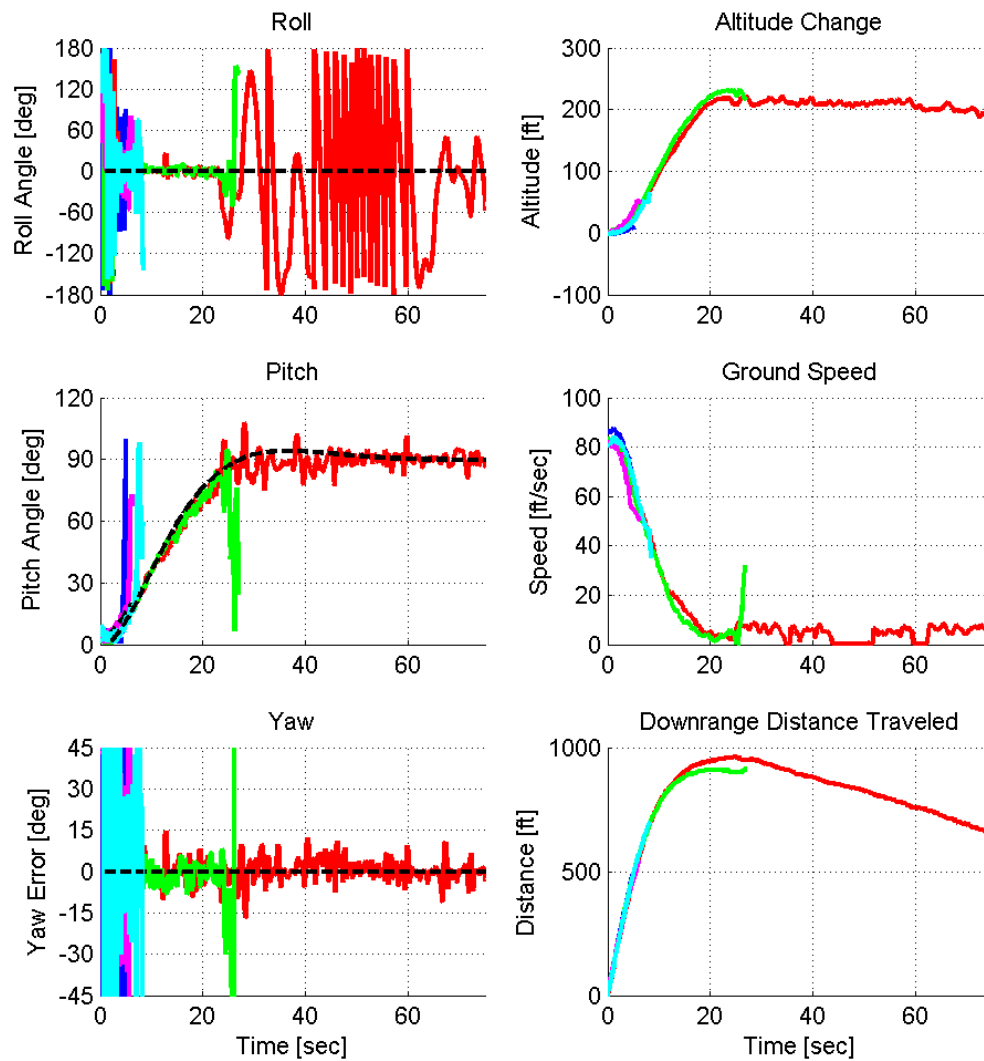 Roll
Roll Angle [deg]
180
120
60
0
-60
-120
-180
0 20 40 60
Altitude Change
Altitude [ft]
300
200
100
0
-100
0 20 40 60
Pitch
Pitch Angle [deg]
120
90
60
30
0
0 20 40 60
Ground Speed
Speed [ft/sec]
100
80
60
40
20
0
0 20 40 60
Yaw
Yaw Error [deg]
45
30
15
0
-15
-30
-45
0 20 40 60
Time [sec]
Downrange Distance Traveled
Distance [ft]
1000
500
0
0 20 40 60
Time [sec]